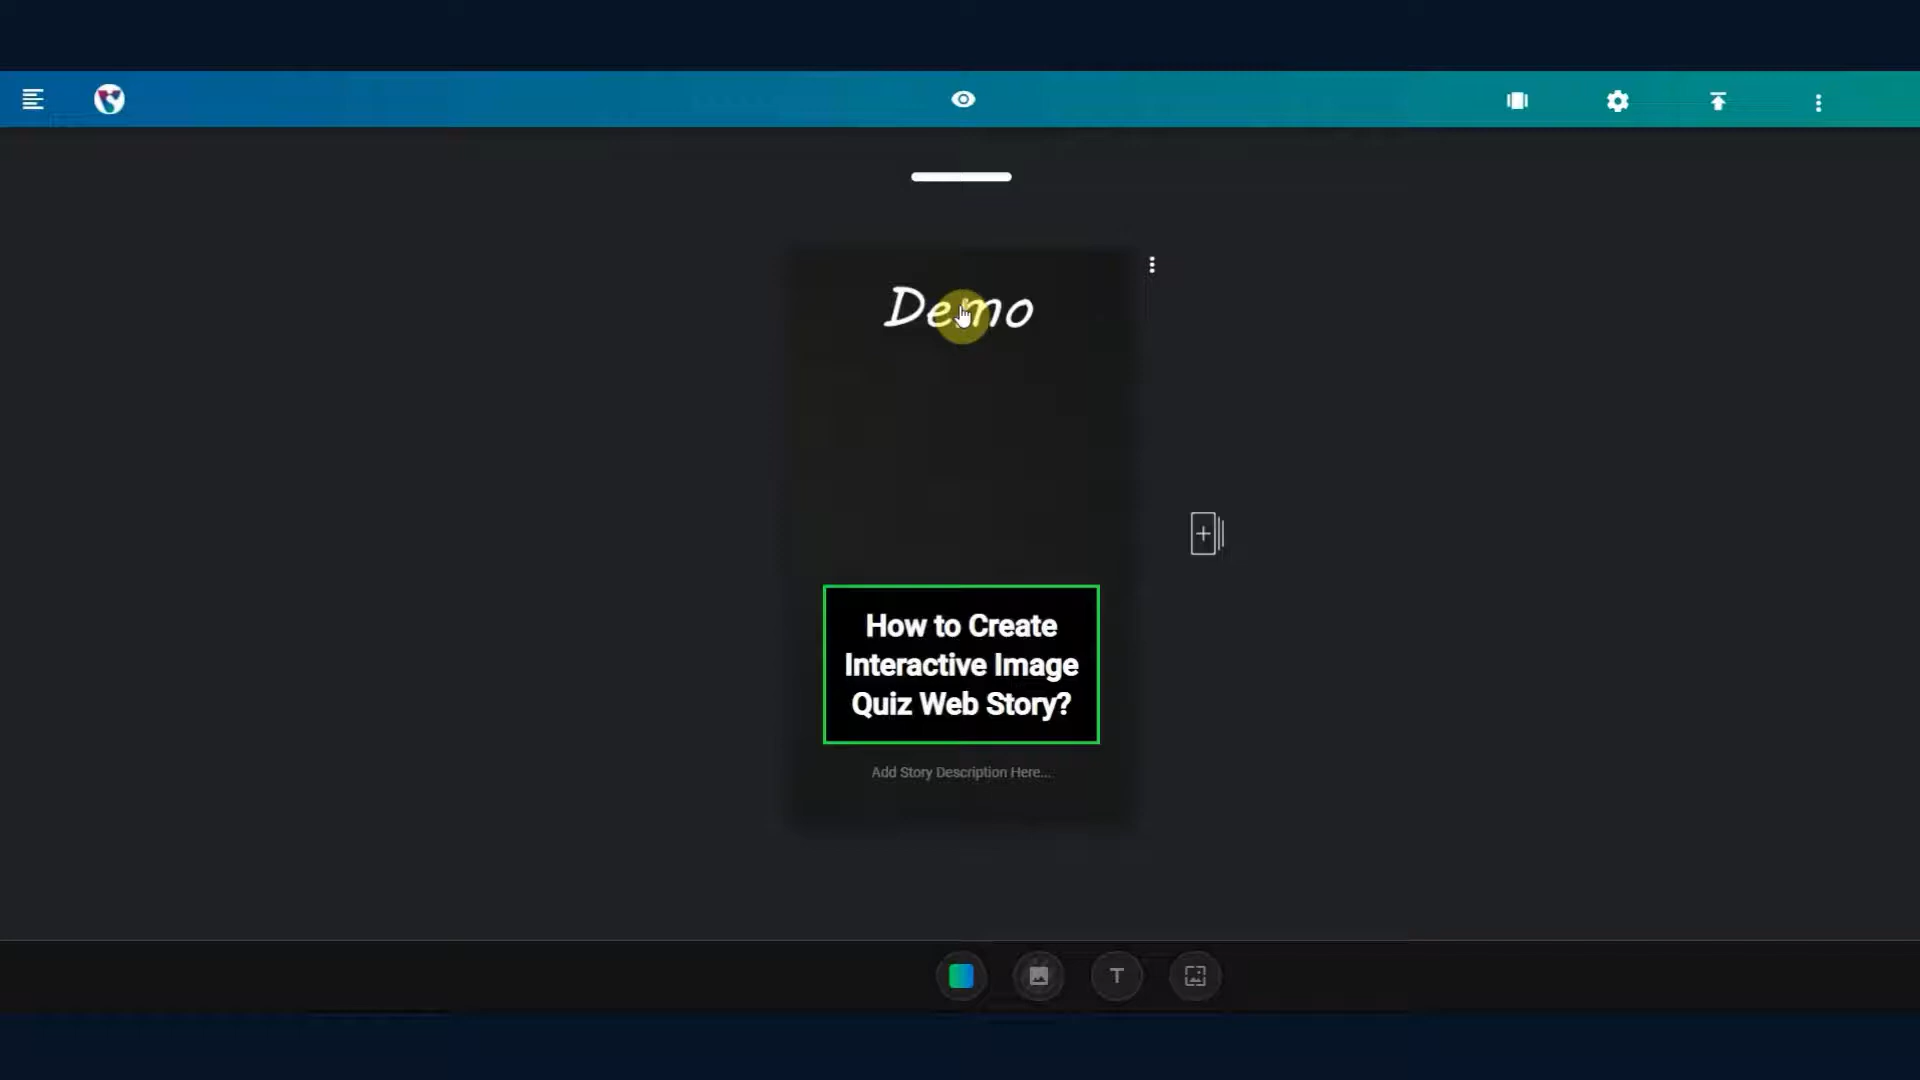 Demo
How to Create
Interactive Image
Quiz Web Story?
Add Story Description Here...
T